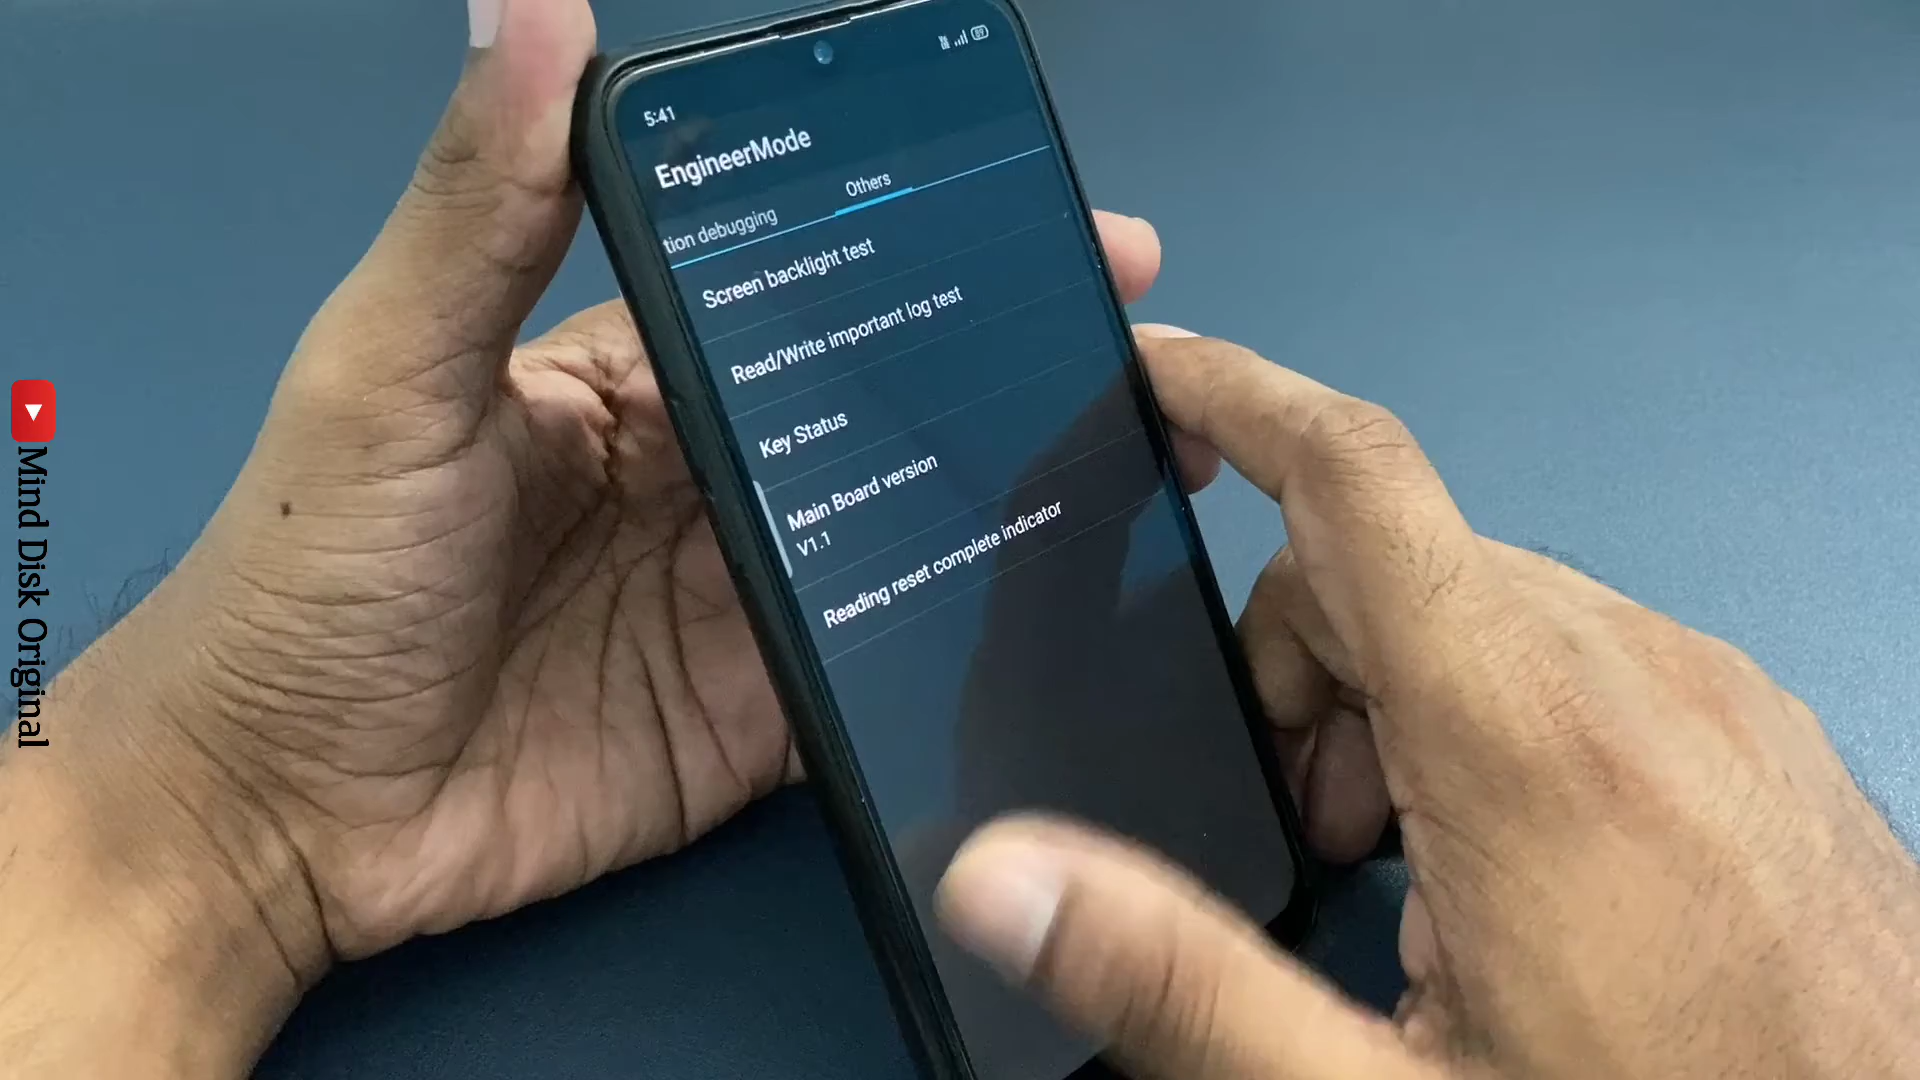 5:41
89
EngineerMode
tion debugging
Others
Screen backlight test
Read/Write important log test
Key Status
Main Board version
V1.1
Reading reset complete indicator
Mind Disk Original